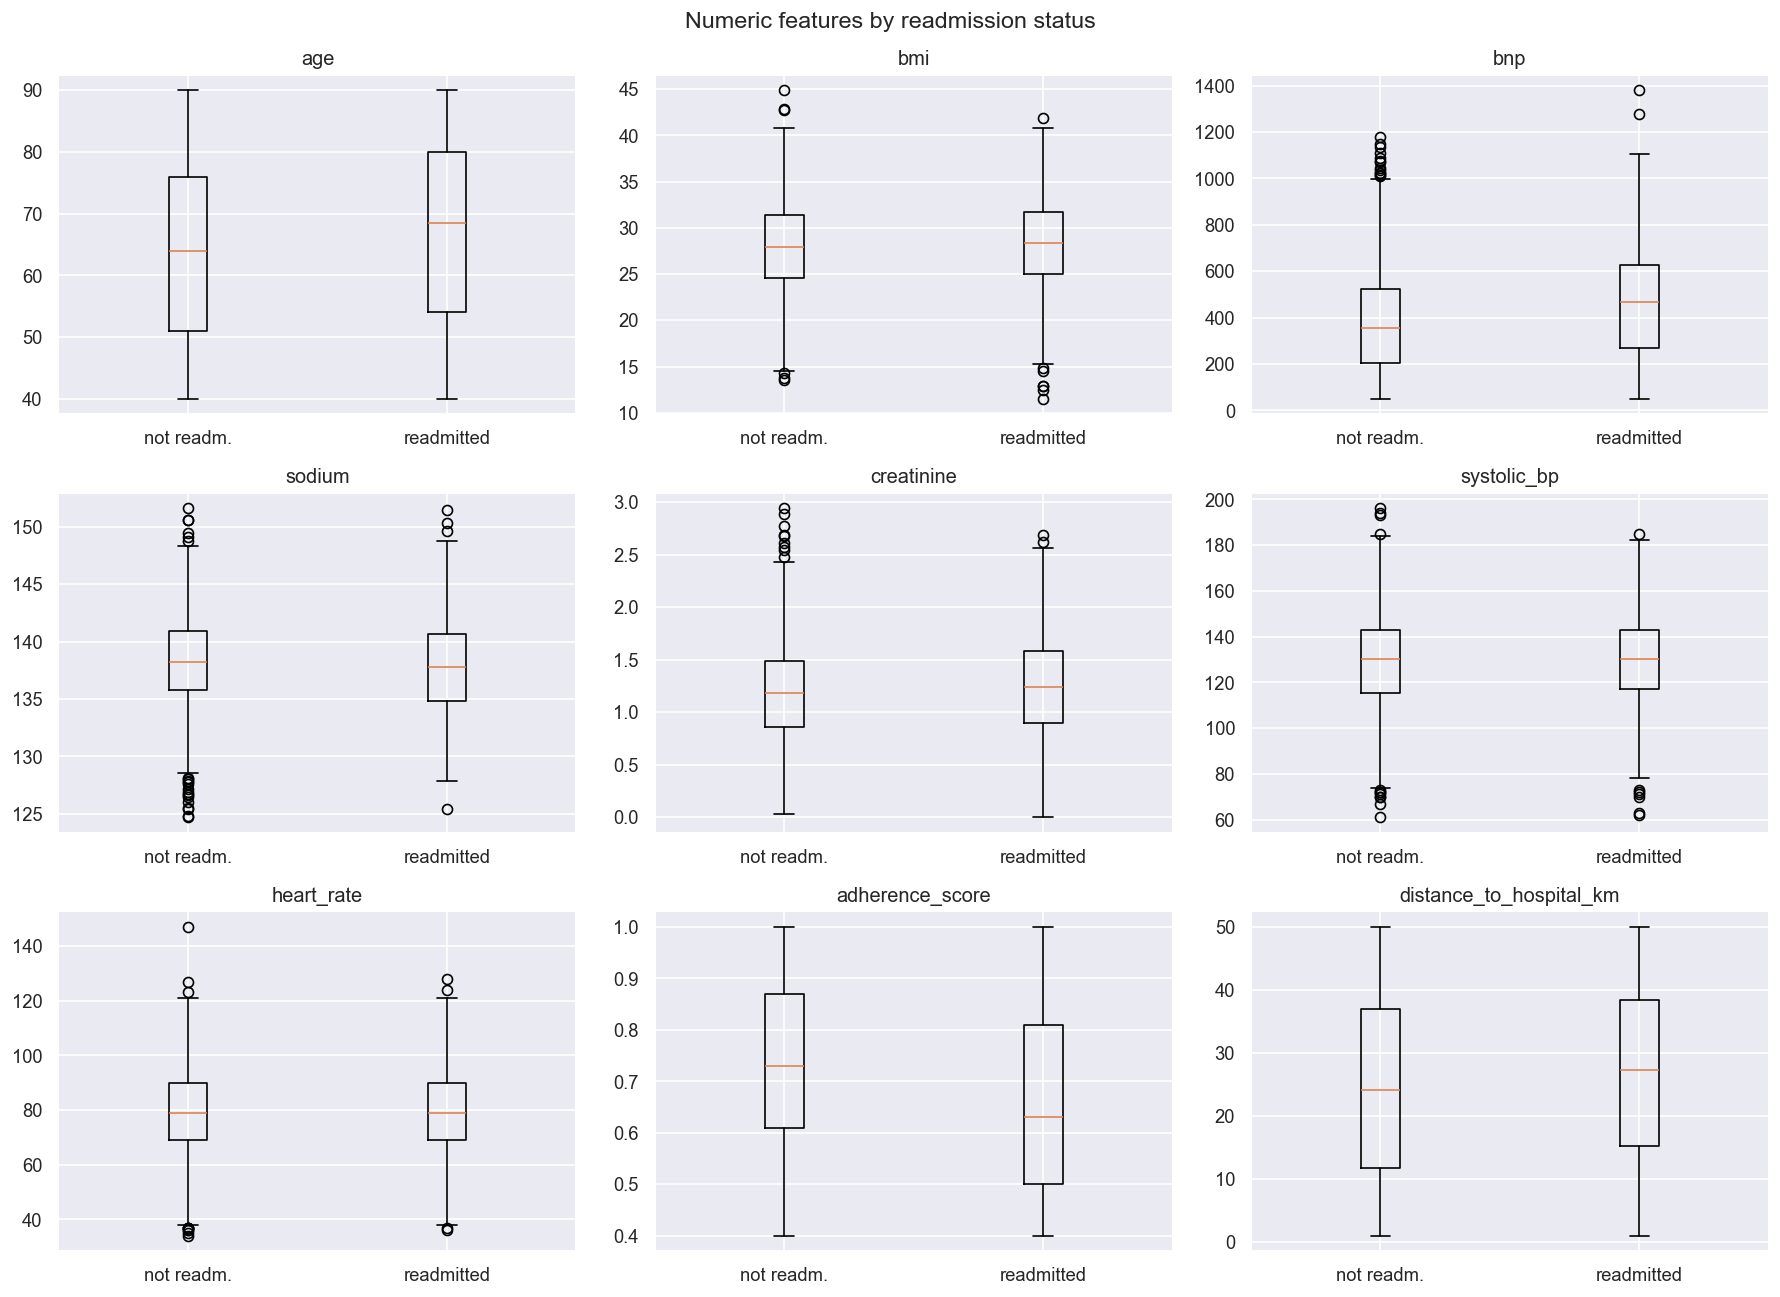 Numeric features by readmission status
age
90
80
70
60
50
40
not readm.
readmitted
bmi
45
40
35
30
25
20
15
10
not readm.
readmitted
bnp
1400
1200
1000
800
600
400
200
0
not readm.
readmitted
sodium
150
145
140
135
130
125
not readm.
readmitted
creatinine
3.0
2.5
2.0
1.5
1.0
0.5
0.0
not readm.
readmitted
systolic_bp
200
180
160
140
120
100
80
60
not readm.
readmitted
heart_rate
140
120
100
80
60
40
not readm.
readmitted
adherence_score
1.0
0.9
0.8
0.7
0.6
0.5
0.4
not readm.
readmitted
distance_to_hospital_km
50
40
30
20
10
0
not readm.
readmitted